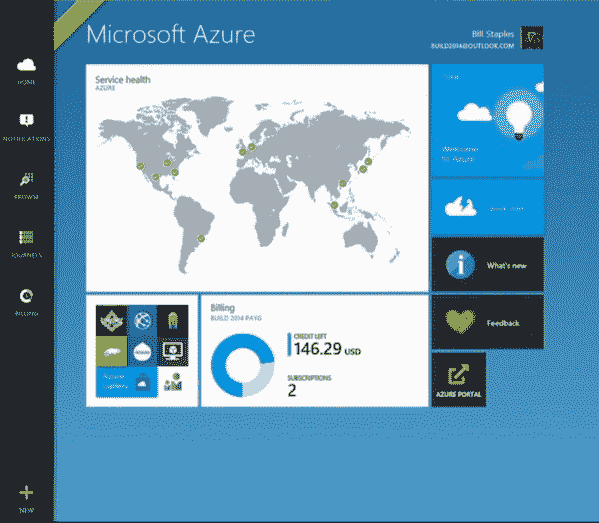 Microsoft Azure
Bill Staples
BUILD2014@OUTLOOK.COM
HOME
NOTIFICATIONS
BROWSE
BILLING
NEW
Service health
AZURE
Welcome
to Azure
What's new
Feedback
AZURE PORTAL
Billing
BUILD 2014 PAYG
CREDIT LEFT
146.29 USD
SUBSCRIPTIONS
2